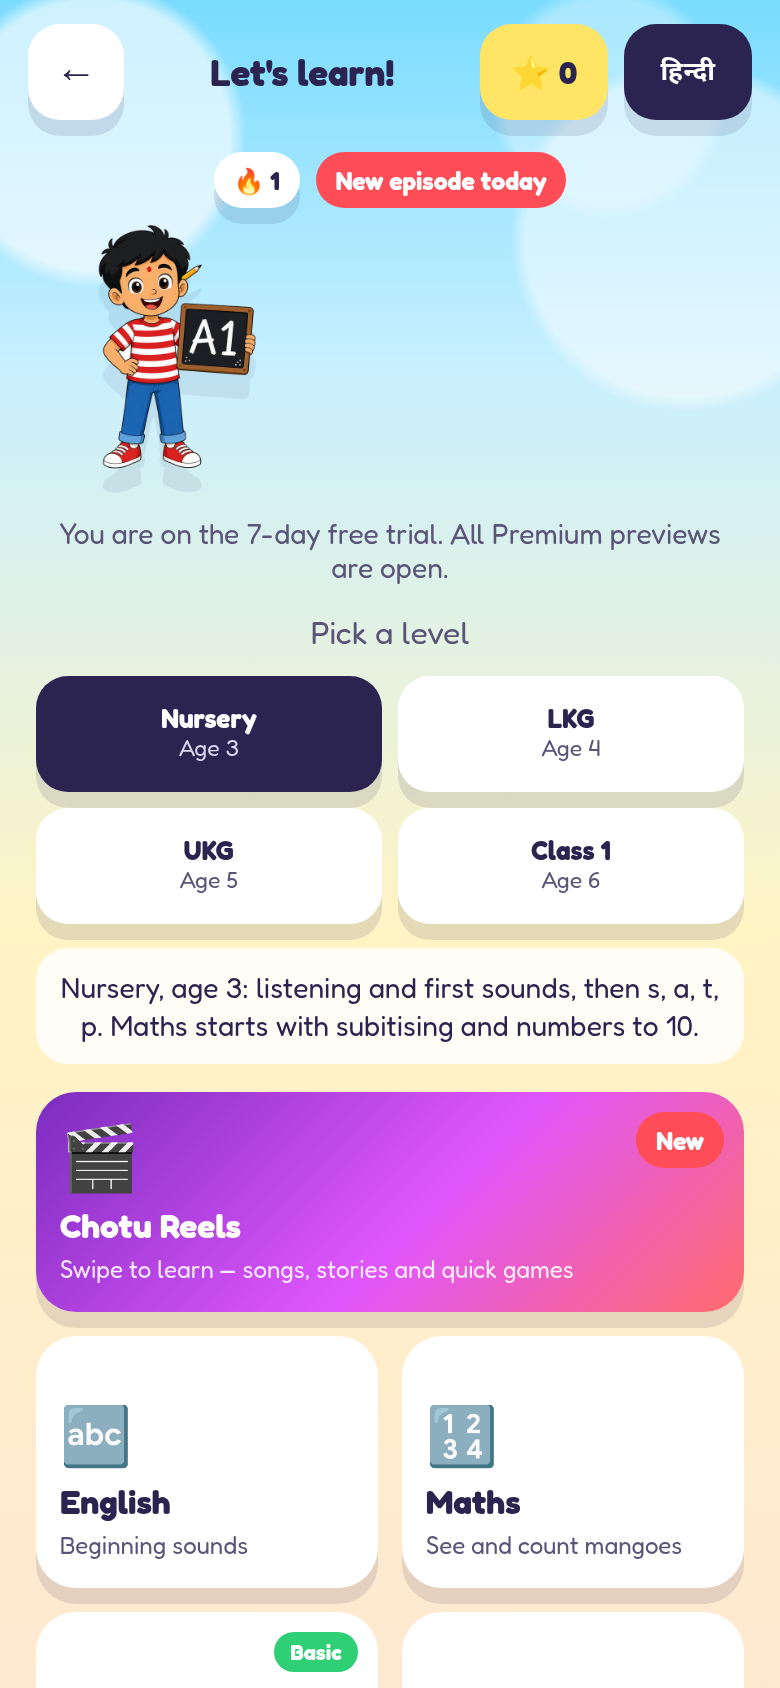 ←
Let's learn!
⭐ 0
हिन्दी
🔥 1
New episode today
A1
You are on the 7-day free trial. All Premium previews
are open.
Pick a level
Nursery
Age 3
LKG
Age 4
UKG
Age 5
Class 1
Age 6
Nursery, age 3: listening and first sounds, then s, a, t,
p. Maths starts with subitising and numbers to 10.
New
Chotu Reels
Swipe to learn – songs, stories and quick games
abc
English
Beginning sounds
1 2
3 4
Maths
See and count mangoes
Basic